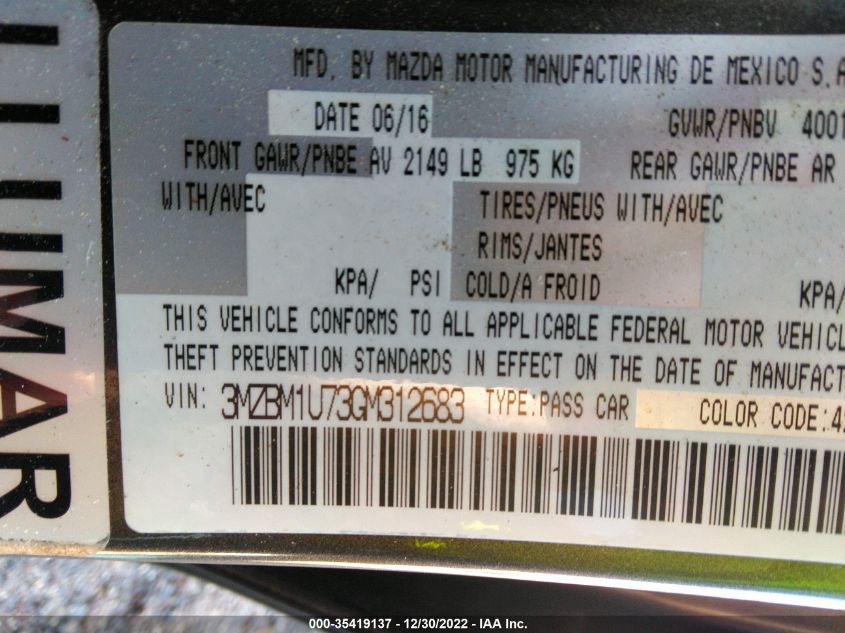 LLUMAR
MFD. BY MAZDA MOTOR MANUFACTURING DE MEXICO S.A
DATE 06/16 GVWR/PNBV 4001
FRONT GAWR/PNBE AV 2149 LB 975 KG REAR GAWR/PNBE AR
WITH/AVEC TIRES/PNEUS WITH/AVEC
RIMS/JANTES
KPA/ PSI COLD/A FROID KPA/
THIS VEHICLE CONFORMS TO ALL APPLICABLE FEDERAL MOTOR VEHICL
THEFT PREVENTION STANDARDS IN EFFECT ON THE DATE OF MANUFACT
VIN: 3MZBM1U73GM312683 TYPE:PASS CAR COLOR CODE:42
000-35419137 - 12/30/2022 - IAA Inc.